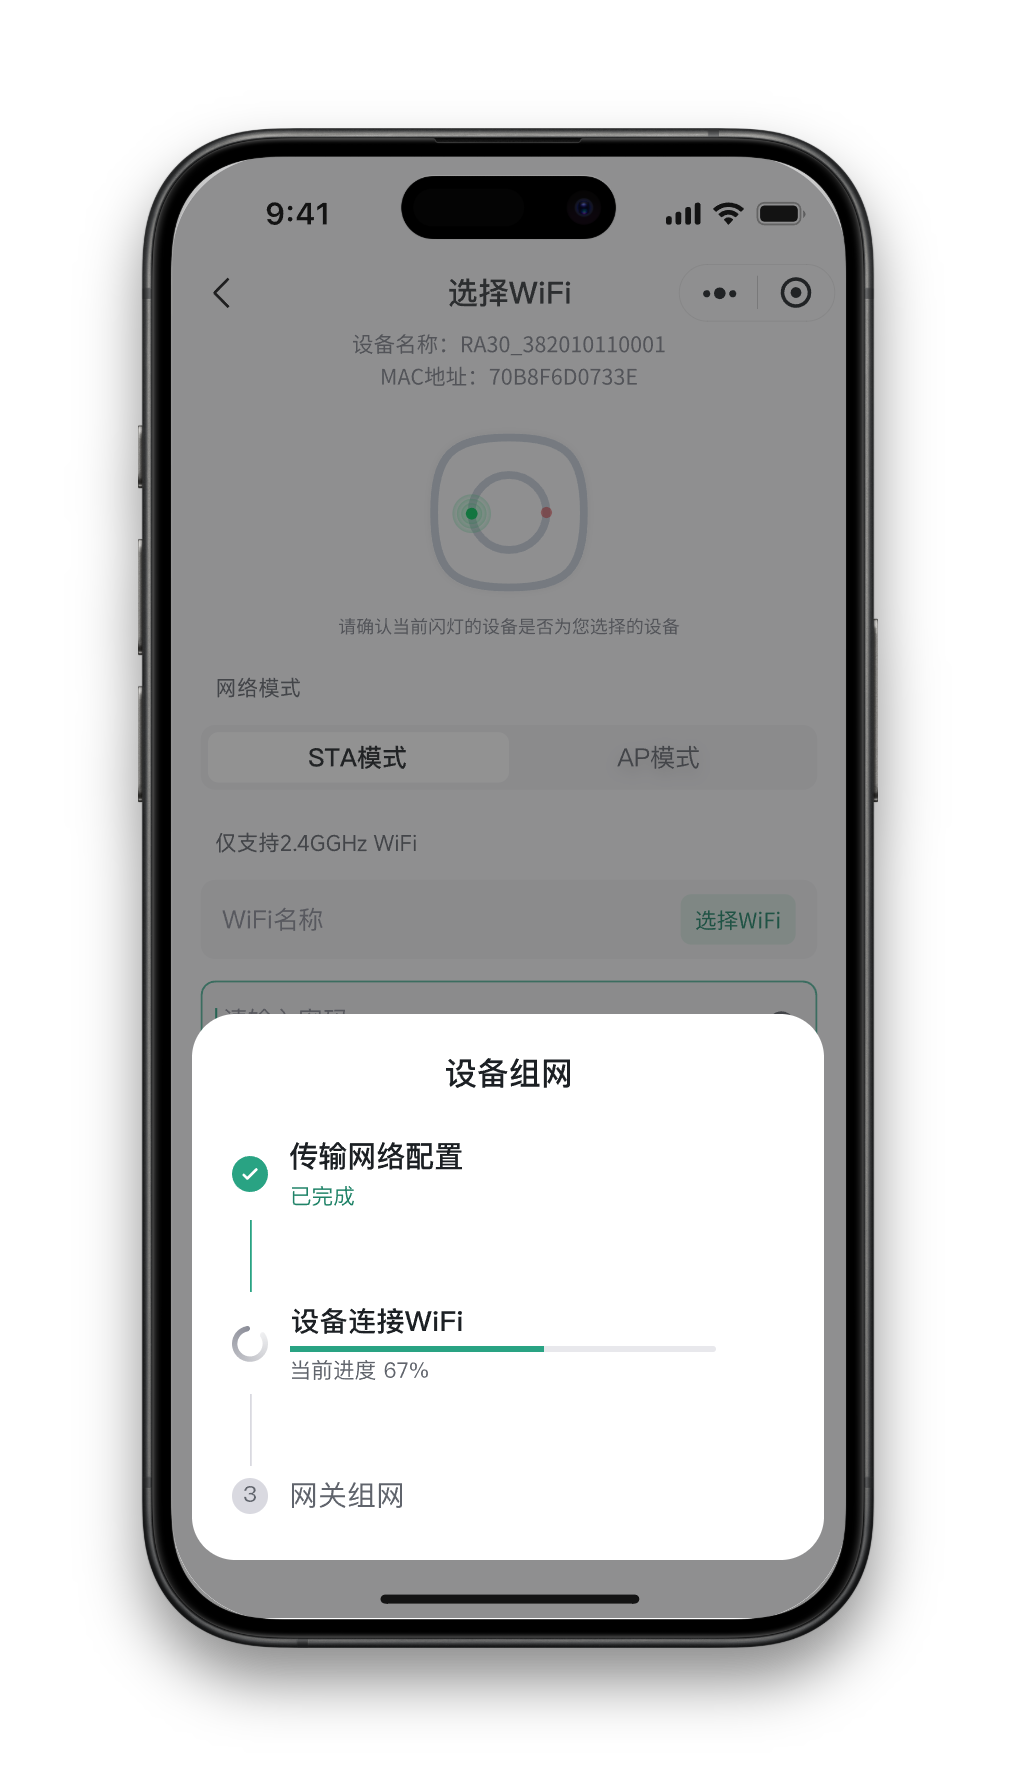 9:41
选择WiFi
设备名称：RA30_382010110001
MAC地址：70B8F6D0733E
请确认当前闪灯的设备是否为您选择的设备
网络模式
STA模式
AP模式
仅支持2.4GGHz WiFi
WiFi名称
选择WiFi
设备组网
传输网络配置
已完成
设备连接WiFi
当前进度 67%
3
网关组网